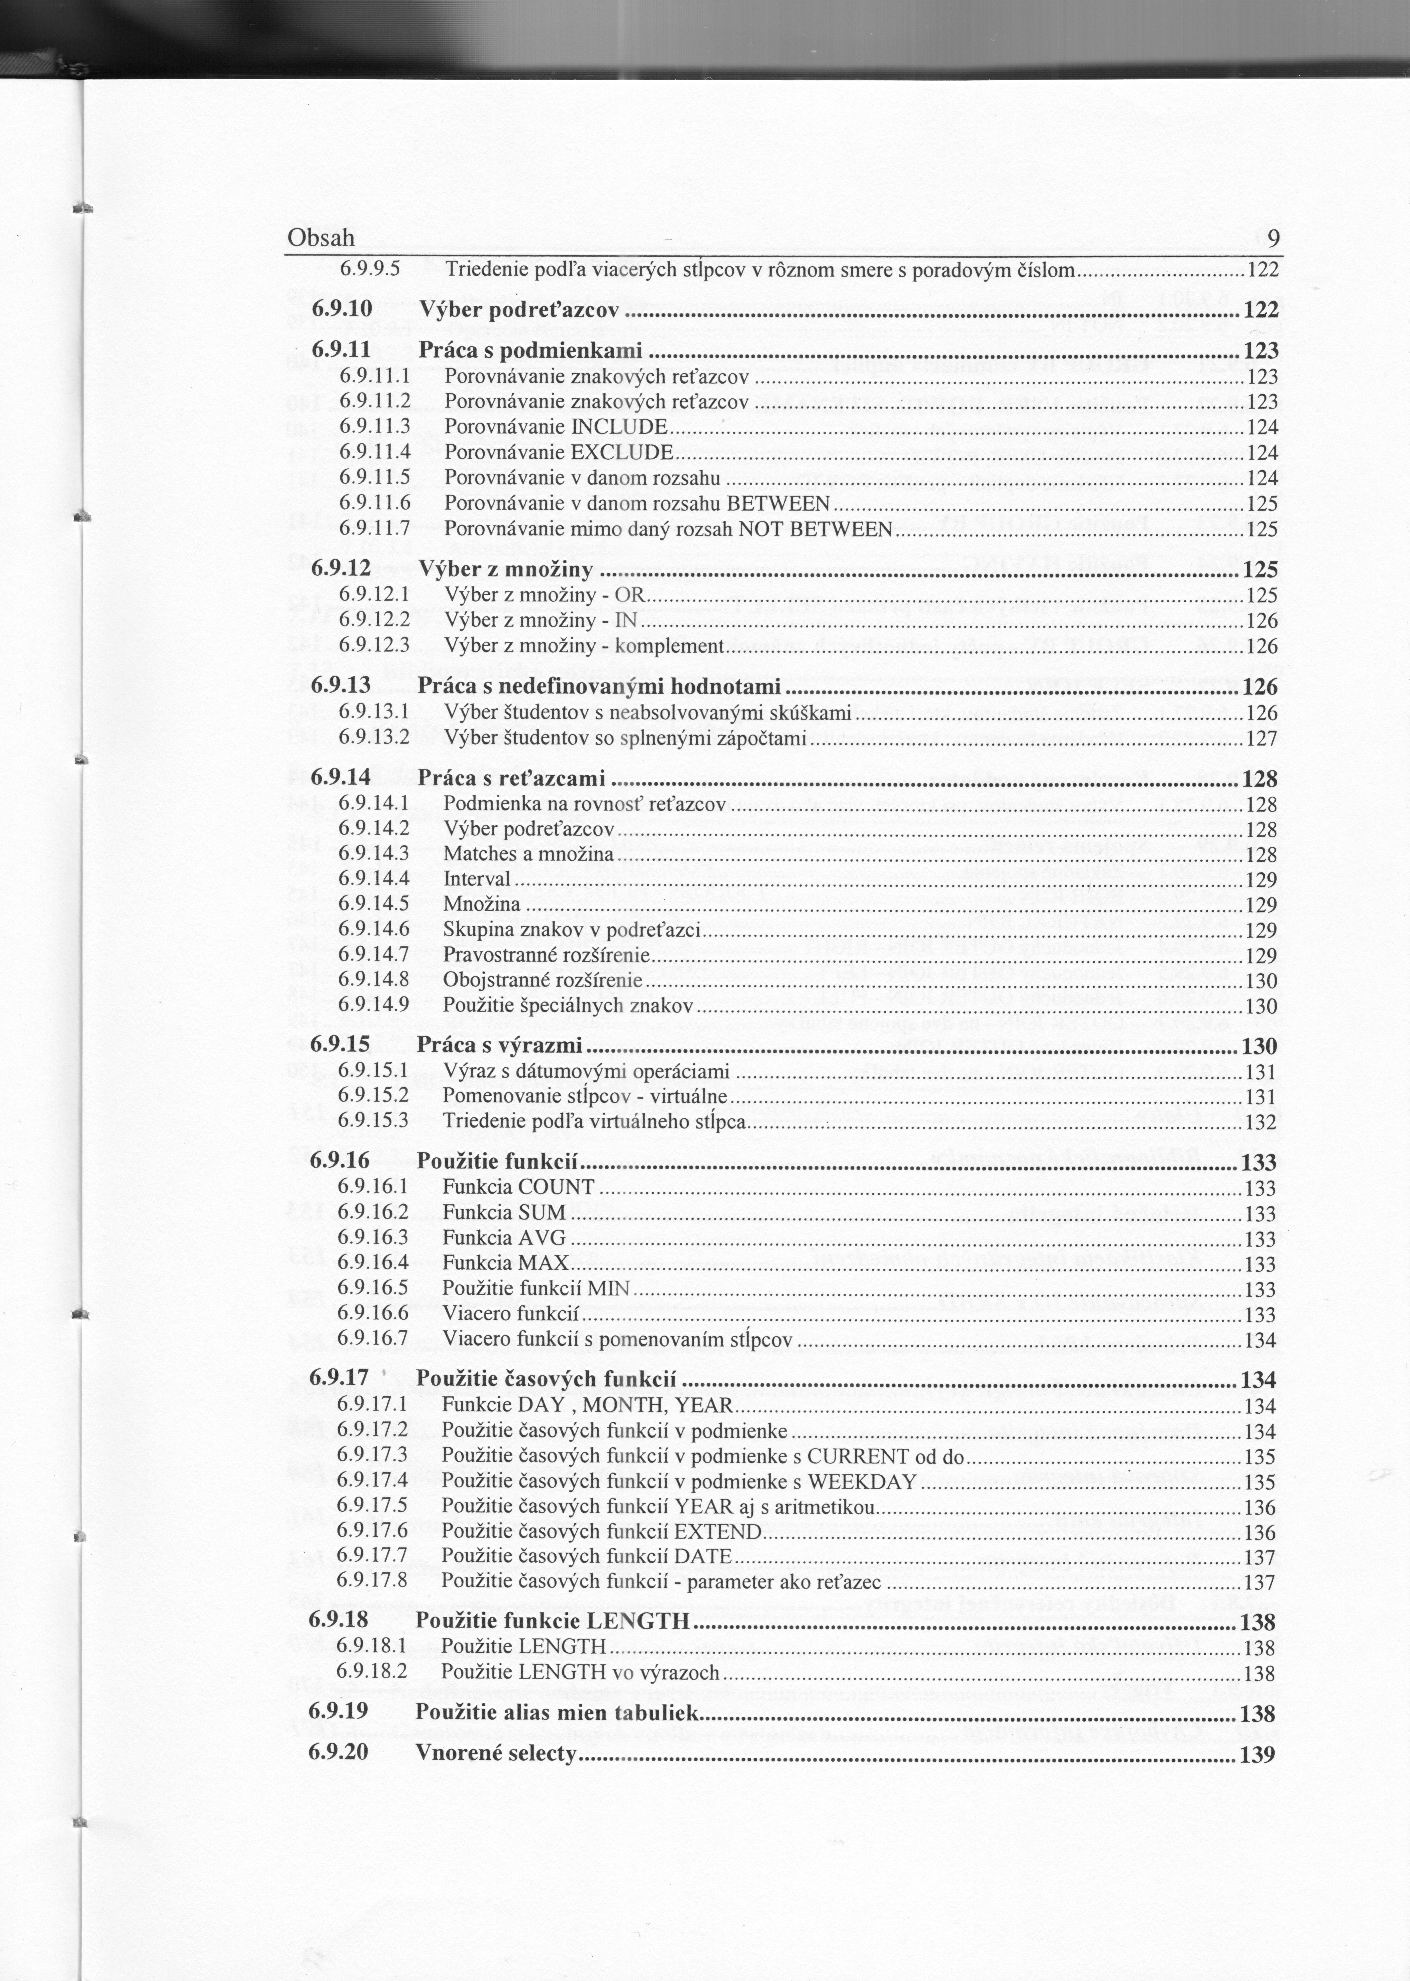 Obsah 9
6.9.9.5 Triedenie podľa viacerých stĺpcov v rôznom smere s poradovým číslom..............................122
6.9.10 Výber podreťazcov ..............................122
6.9.11 Práca s podmienkami ..............................123
6.9.11.1 Porovnávanie znakových reťazcov ..............................123
6.9.11.2 Porovnávanie znakových reťazcov ..............................123
6.9.11.3 Porovnávanie INCLUDE..............................124
6.9.11.4 Porovnávanie EXCLUDE..............................124
6.9.11.5 Porovnávanie v danom rozsahu ..............................124
6.9.11.6 Porovnávanie v danom rozsahu BETWEEN..............................125
6.9.11.7 Porovnávanie mimo daný rozsah NOT BETWEEN..............................125
6.9.12 Výber z množiny ..............................125
6.9.12.1 Výber z množiny - OR..............................125
6.9.12.2 Výber z množiny - IN..............................126
6.9.12.3 Výber z množiny - komplement..............................126
6.9.13 Práca s nedefinovanými hodnotami..............................126
6.9.13.1 Výber študentov s neabsolvovanými skúškami..............................126
6.9.13.2 Výber študentov so splnenými zápočtami..............................127
6.9.14 Práca s reťazcami ..............................128
6.9.14.1 Podmienka na rovnosť reťazcov..............................128
6.9.14.2 Výber podreťazcov..............................128
6.9.14.3 Matches a množina..............................128
6.9.14.4 Interval..............................129
6.9.14.5 Množina ..............................129
6.9.14.6 Skupina znakov v podreťazci..............................129
6.9.14.7 Pravostranné rozšírenie..............................129
6.9.14.8 Obojstranné rozšírenie..............................130
6.9.14.9 Použitie špeciálnych znakov..............................130
6.9.15 Práca s výrazmi..............................130
6.9.15.1 Výraz s dátumovými operáciami ..............................131
6.9.15.2 Pomenovanie stĺpcov - virtuálne..............................131
6.9.15.3 Triedenie podľa virtuálneho stĺpca..............................132
6.9.16 Použitie funkcií..............................133
6.9.16.1 Funkcia COUNT ..............................133
6.9.16.2 Funkcia SUM ..............................133
6.9.16.3 Funkcia AVG ..............................133
6.9.16.4 Funkcia MAX..............................133
6.9.16.5 Použitie funkcií MIN..............................133
6.9.16.6 Viacero funkcií..............................133
6.9.16.7 Viacero funkcií s pomenovaním stĺpcov ..............................134
6.9.17 Použitie časových funkcií ..............................134
6.9.17.1 Funkcie DAY , MONTH, YEAR..............................134
6.9.17.2 Použitie časových funkcií v podmienke..............................134
6.9.17.3 Použitie časových funkcií v podmienke s CURRENT od do..............................135
6.9.17.4 Použitie časových funkcií v podmienke s WEEKDAY ..............................135
6.9.17.5 Použitie časových funkcií YEAR aj s aritmetikou..............................136
6.9.17.6 Použitie časových funkcií EXTEND..............................136
6.9.17.7 Použitie časových funkcií DATE..............................137
6.9.17.8 Použitie časových funkcií - parameter ako reťazec ..............................137
6.9.18 Použitie funkcie LENGTH..............................138
6.9.18.1 Použitie LENGTH..............................138
6.9.18.2 Použitie LENGTH vo výrazoch..............................138
6.9.19 Použitie alias mien tabuliek..............................138
6.9.20 Vnorené selecty..............................139